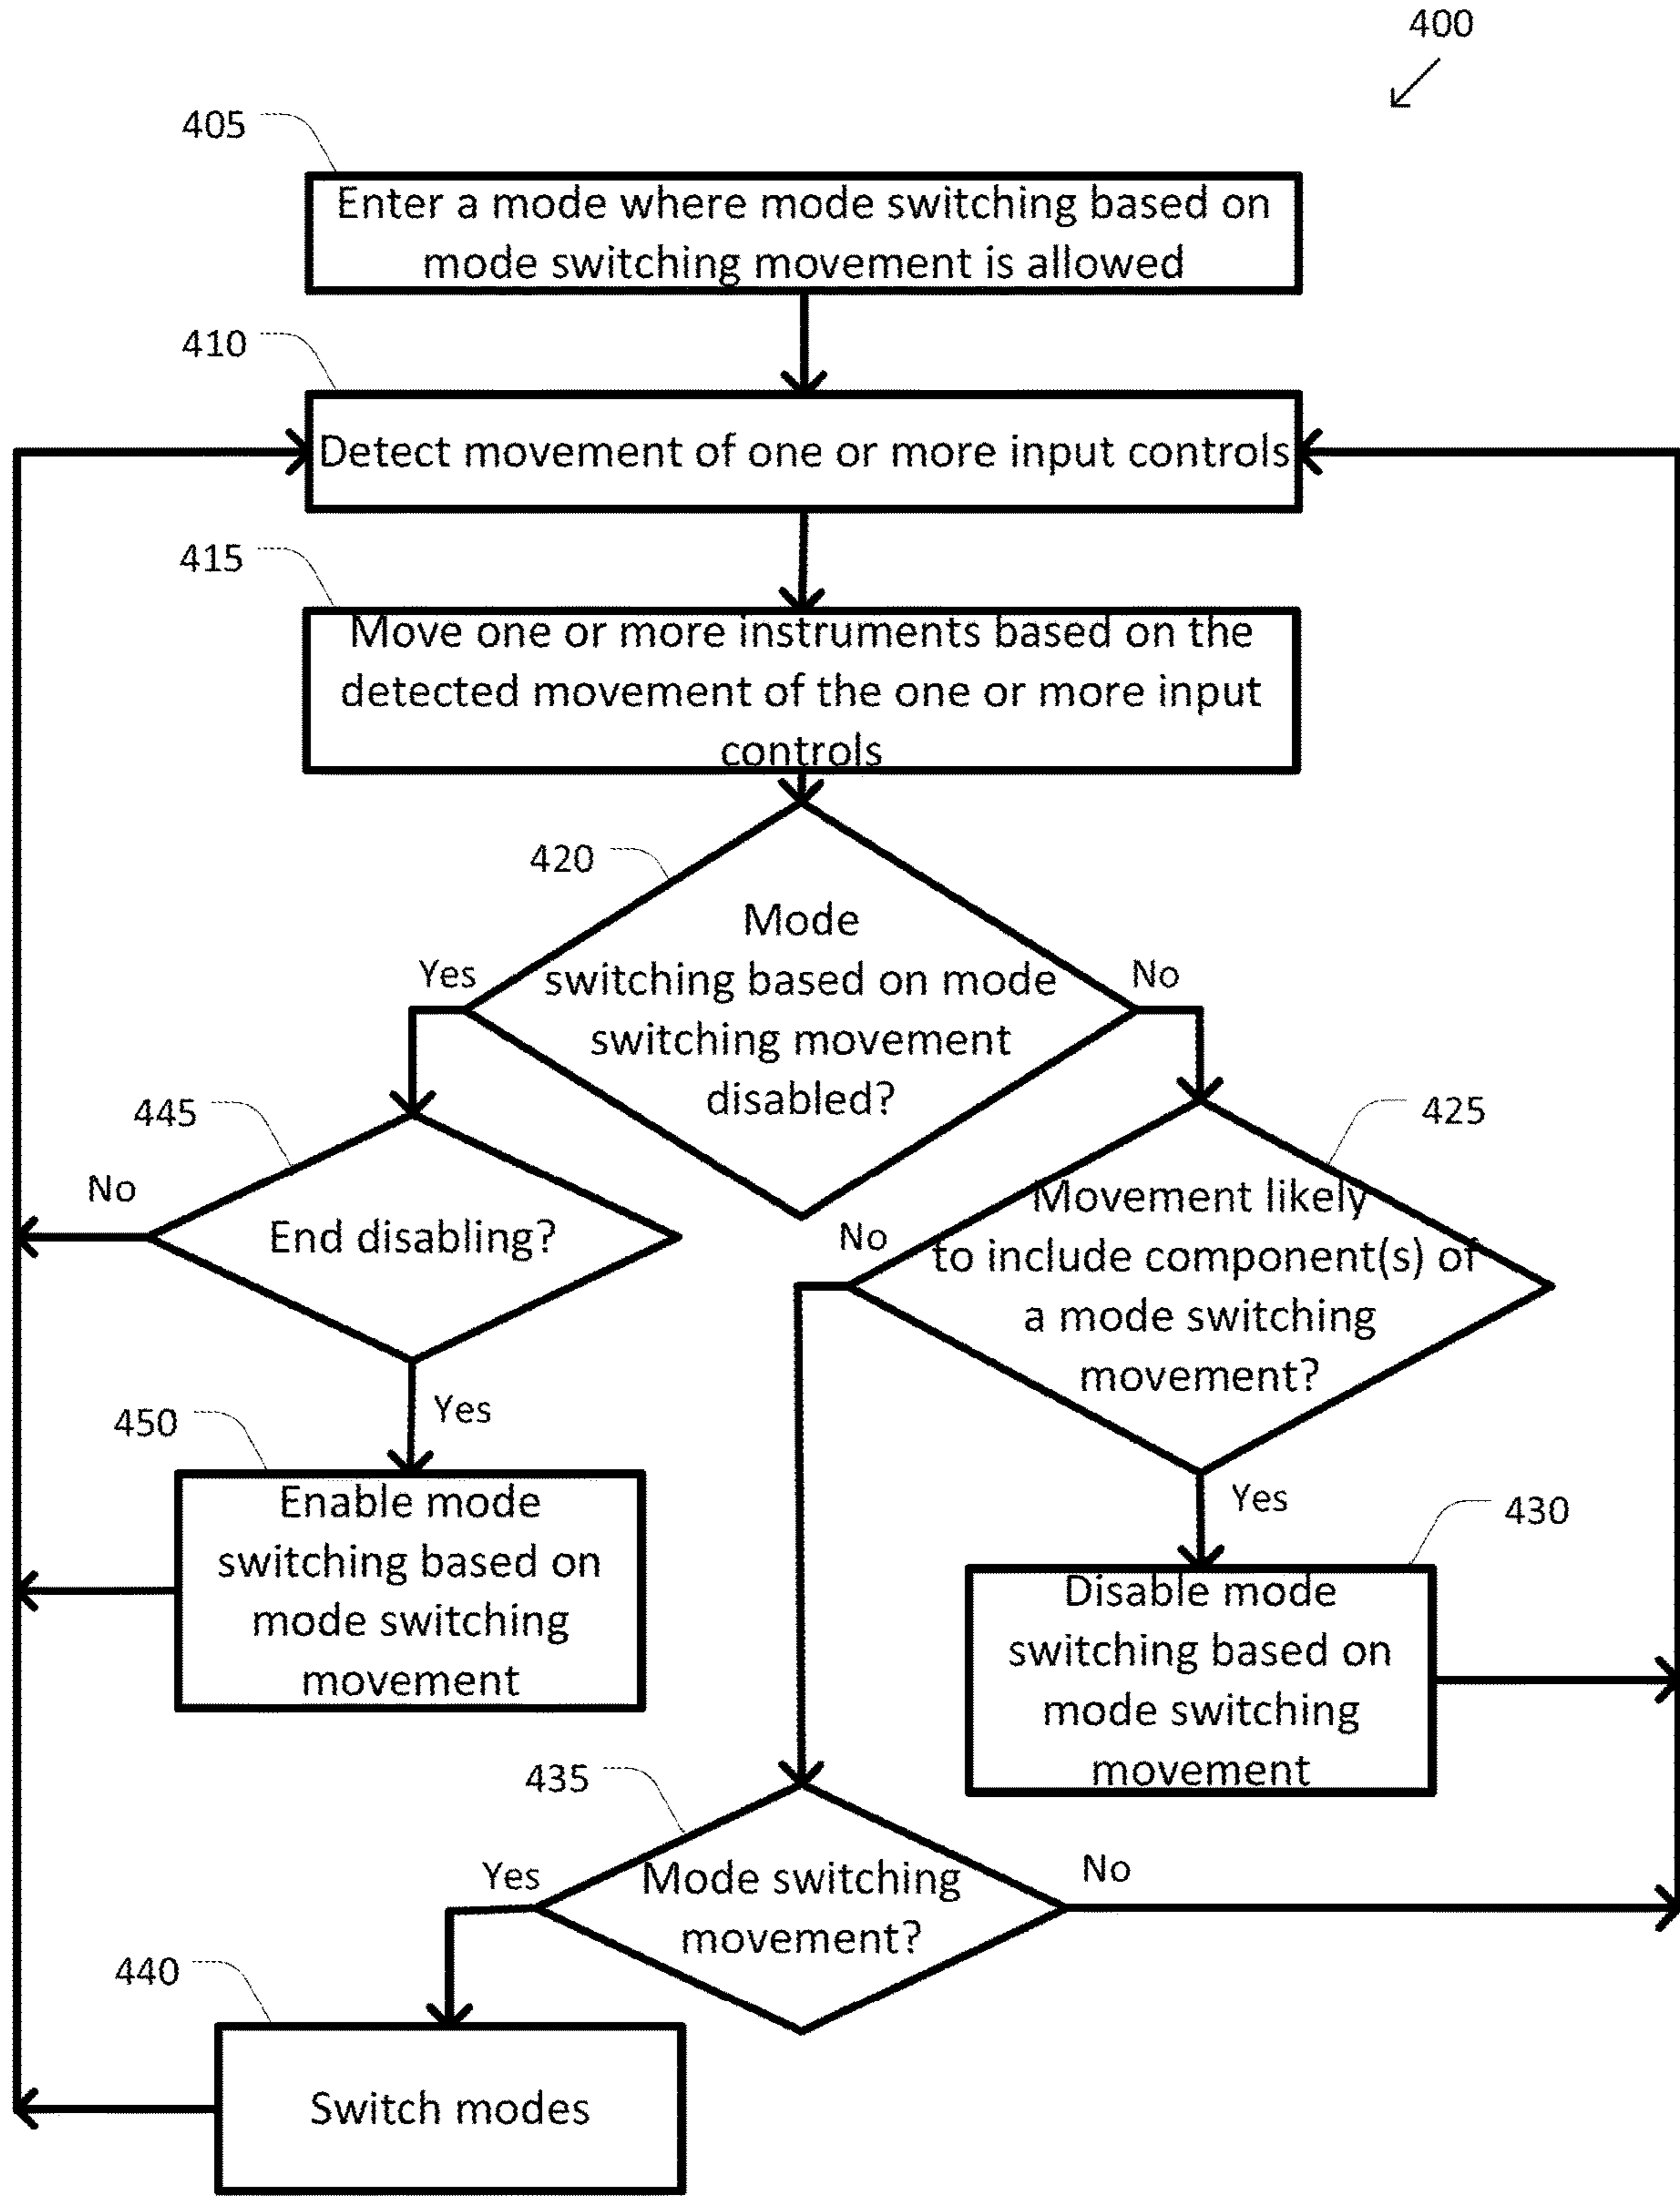 400
405
Enter a mode where mode switching based on
mode switching movement is allowed
410
Detect movement of one or more input controls
415
Move one or more instruments based on the
detected movement of the one or more input
controls
420
Mode
switching based on mode
switching movement
disabled?
Yes
No
445
End disabling?
No
Yes
425
Movement likely
to include component(s) of
a mode switching
movement?
No
Yes
450
Enable mode
switching based on
mode switching
movement
430
Disable mode
switching based on
mode switching
movement
435
Mode switching
movement?
Yes
No
440
Switch modes